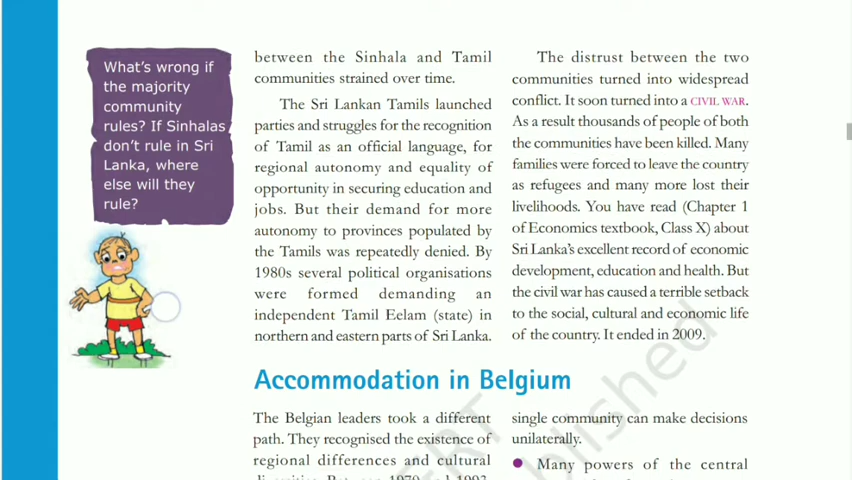 What's wrong if
the majority
community
rules? If Sinhalas
don't rule in Sri
Lanka, where
else will they
rule?
between the Sinhala and Tamil
communities strained over time.
The Sri Lankan Tamils launched
parties and struggles for the recognition
of Tamil as an official language, for
regional autonomy and equality of
opportunity in securing education and
jobs. But their demand for more
autonomy to provinces populated by
the Tamils was repeatedly denied. By
1980s several political organisations
were formed demanding an
independent Tamil Eelam (state) in
northern and eastern parts of Sri Lanka.
The distrust between the two
communities turned into widespread
conflict. It soon turned into a CIVIL WAR.
As a result thousands of people of both
the communities have been killed. Many
families were forced to leave the country
as refugees and many more lost their
livelihoods. You have read (Chapter 1
of Economics textbook, Class X) about
Sri Lanka's excellent record of economic
development, education and health. But
the civil war has caused a terrible setback
to the social, cultural and economic life
of the country. It ended in 2009.
Accommodation in Belgium
The Belgian leaders took a different
path. They recognised the existence of
regional differences and cultural
single community can make decisions
unilaterally.
Many powers of the central